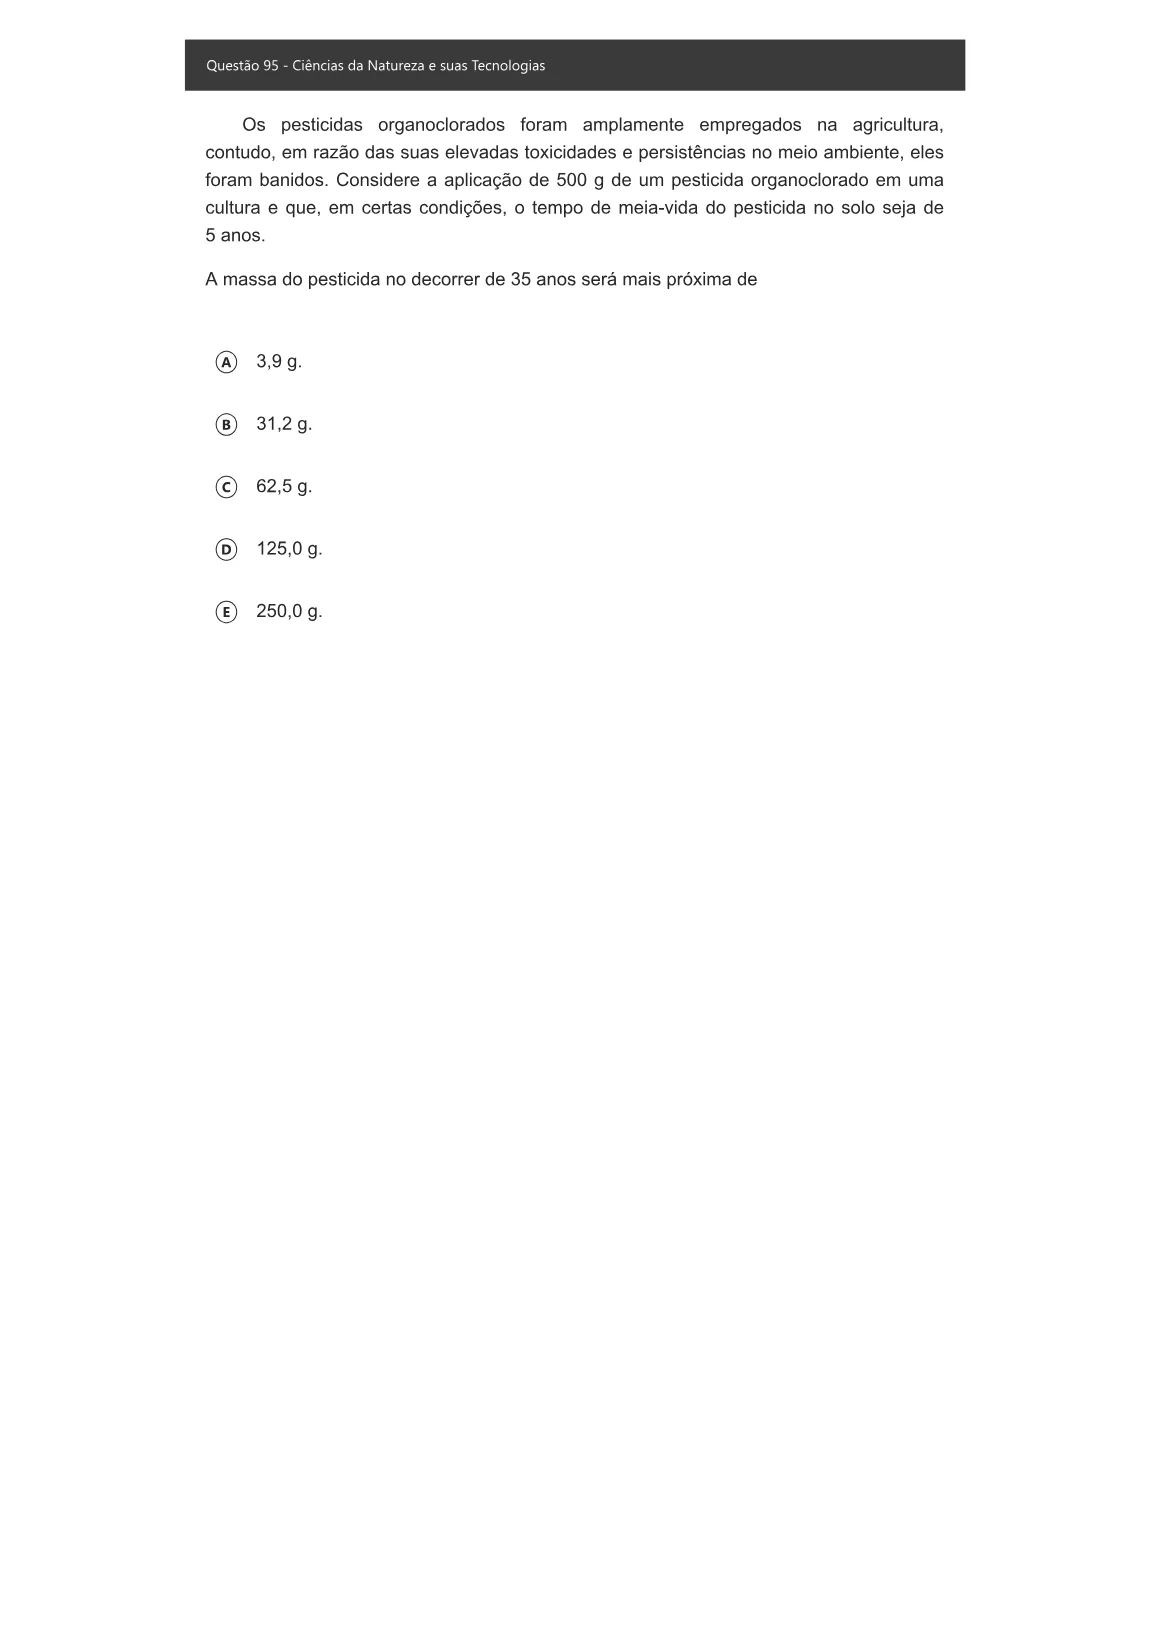 Questão 95 - Ciências da Natureza e suas Tecnologias
Os pesticidas organoclorados foram amplamente empregados na agricultura,
contudo, em razão das suas elevadas toxicidades e persistências no meio ambiente, eles
foram banidos. Considere a aplicação de 500 g de um pesticida organoclorado em uma
cultura e que, em certas condições, o tempo de meia-vida do pesticida no solo seja de
5 anos.
A massa do pesticida no decorrer de 35 anos será mais próxima de
A 3,9 g.
B 31,2 g.
C 62,5 g.
D 125,0 g.
E 250,0 g.